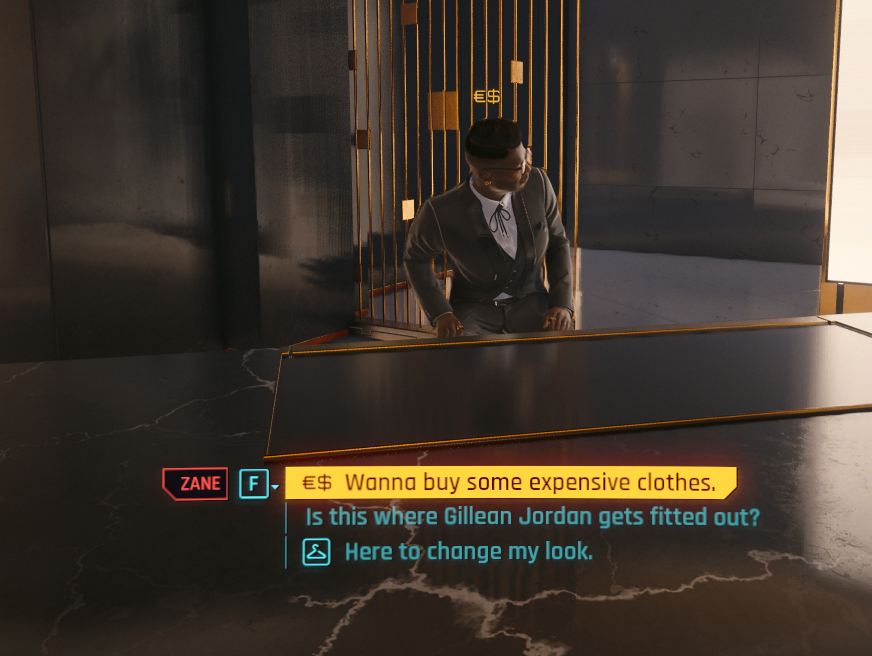 €$
ZANE F €$ Wanna buy some expensive clothes.
Is this where Gillean Jordan gets fitted out?
Here to change my look.